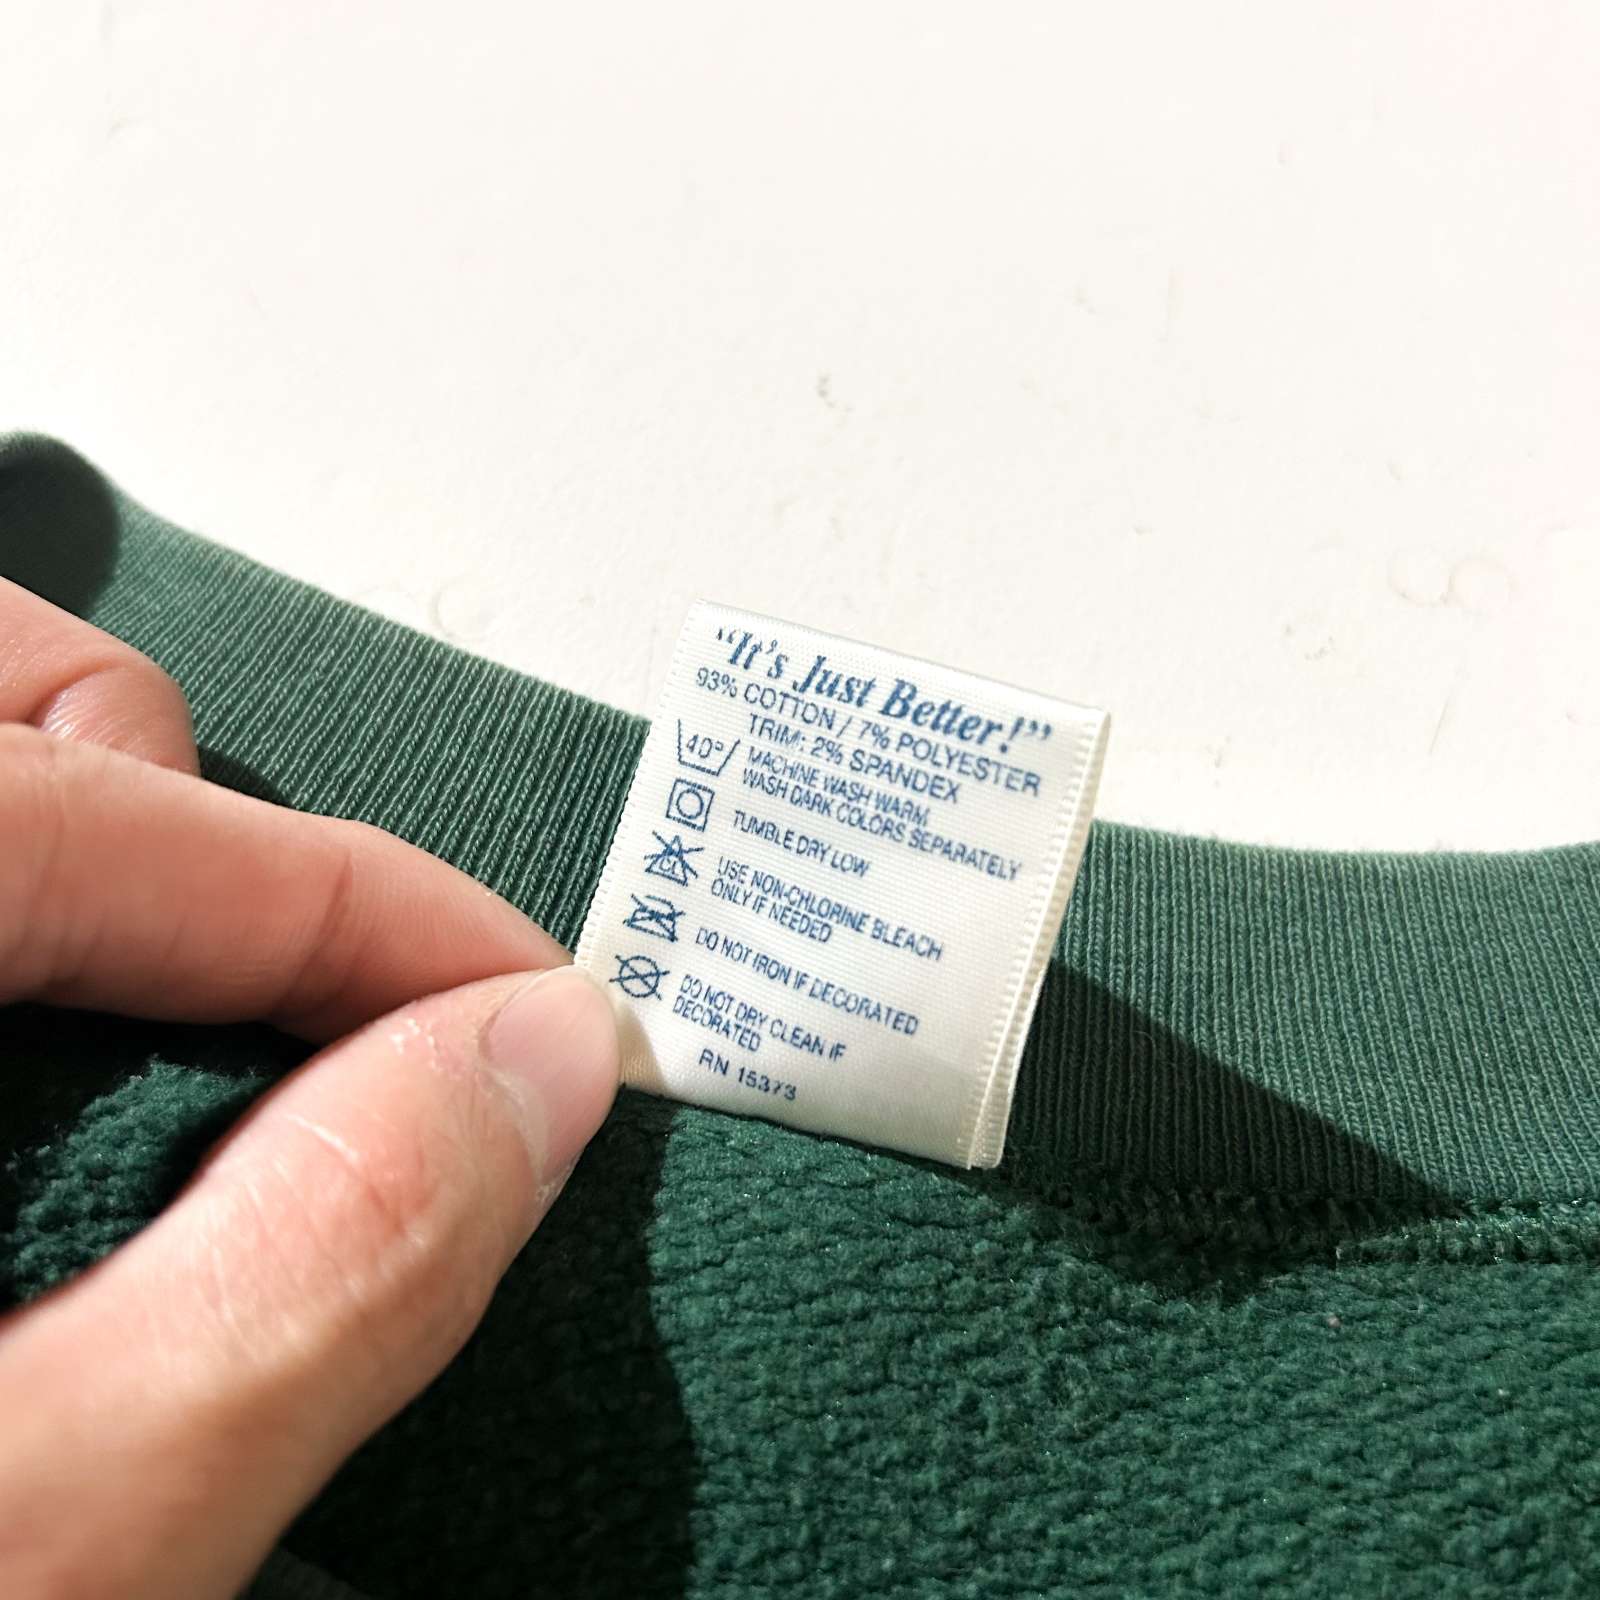 “It’s Just Better!”
93% COTTON / 7% POLYESTER
TRIM: 2% SPANDEX
40°
MACHINE WASH WARM
WASH DARK COLORS SEPARATELY
TUMBLE DRY LOW
CL
USE NON-CHLORINE BLEACH
ONLY IF NEEDED
DO NOT IRON IF DECORATED
DO NOT DRY CLEAN IF
DECORATED
RN 15373